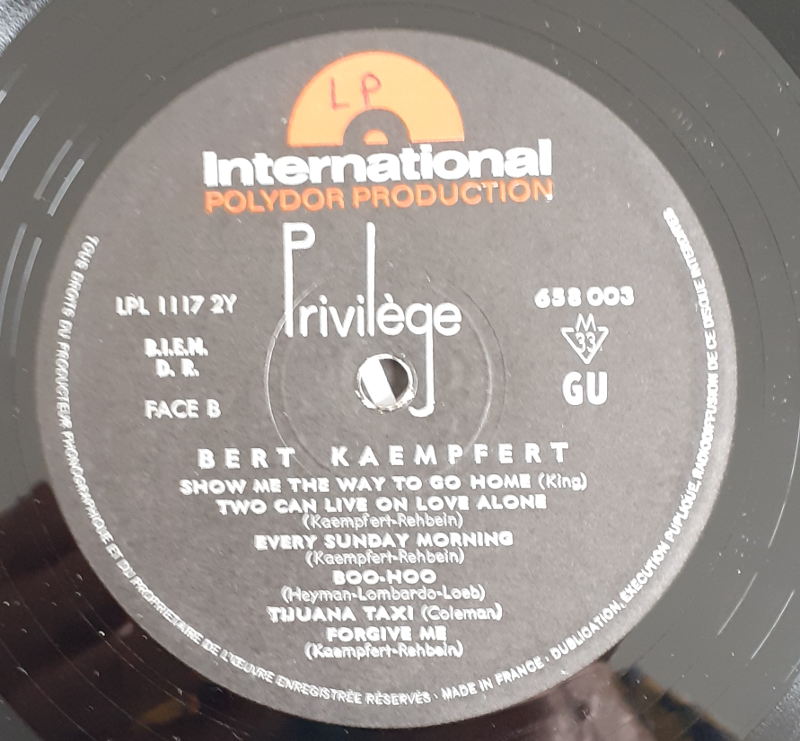 LP
International
POLYDOR PRODUCTION
Privilège
LPL 1117 2Y
B.I.E.M.
D. R.
FACE B
658 003
M
33
GU
BERT KAEMPFERT
SHOW ME THE WAY TO GO HOME (King)
TWO CAN LIVE ON LOVE ALONE
(Kaempfert-Rehbein)
EVERY SUNDAY MORNING
(Kaempfert-Rehbein)
BOO-HOO
(Heyman-Lombardo-Loeb)
TIJUANA TAXI (Coleman)
FORGIVE ME
(Kaempfert-Rehbein)
TOUS DROITS DU PRODUCTEUR PHONOGRAPHIQUE ET DU PROPRIETAIRE DE L'ŒUVRE ENREGISTRÉE RÉSERVÉS · MADE IN FRANCE · DUBLICATION, EXECUTION PUPLIQUE, RADIODIFFUSION DE CE DISQUE INTERDITES